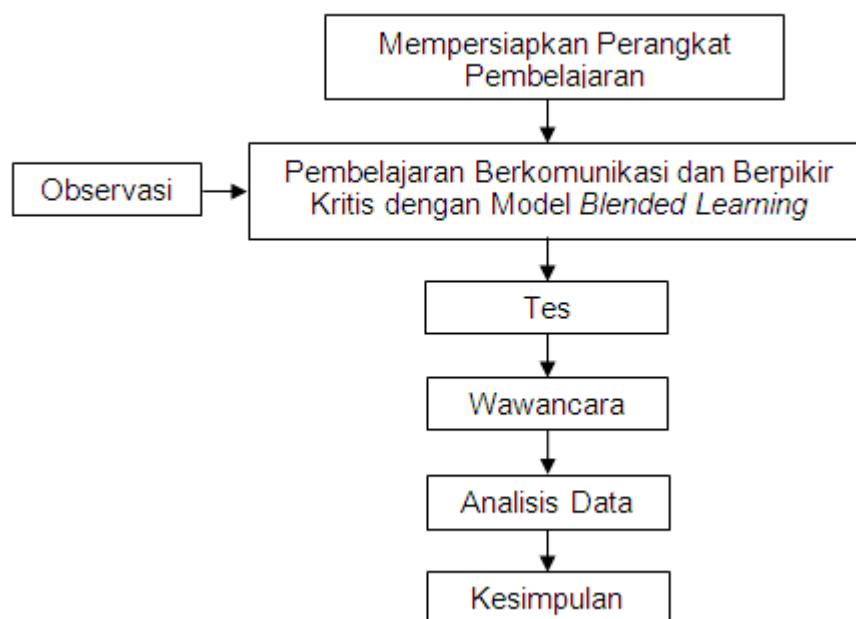 Mempersiapkan Perangkat
Pembelajaran
Observasi
Pembelajaran Berkomunikasi dan Berpikir
Kritis dengan Model Blended Learning
Tes
Wawancara
Analisis Data
Kesimpulan